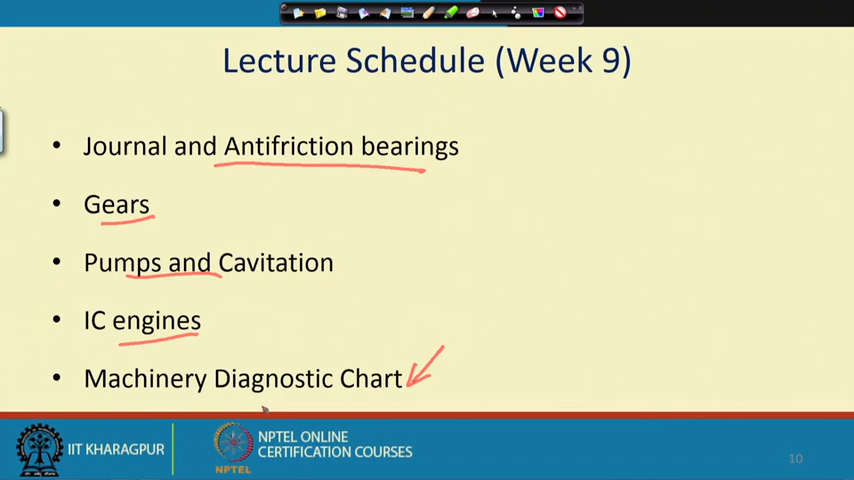 Lecture Schedule (Week 9)
• Journal and Antifriction bearings
• Gears
• Pumps and Cavitation
• IC engines
• Machinery Diagnostic Chart
IIT KHARAGPUR
NPTEL
NPTEL ONLINE
CERTIFICATION COURSES
10